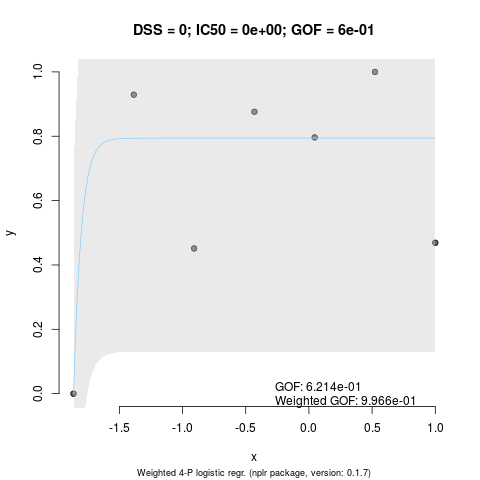 DSS = 0; IC50 = 0e+00; GOF = 6e-01
1.0
0.8
0.6
0.4
0.2
0.0
y
GOF: 6.214e-01
Weighted GOF: 9.966e-01
-1.5 -1.0 -0.5 0.0 0.5 1.0
x
Weighted 4-P logistic regr. (nplr package, version: 0.1.7)